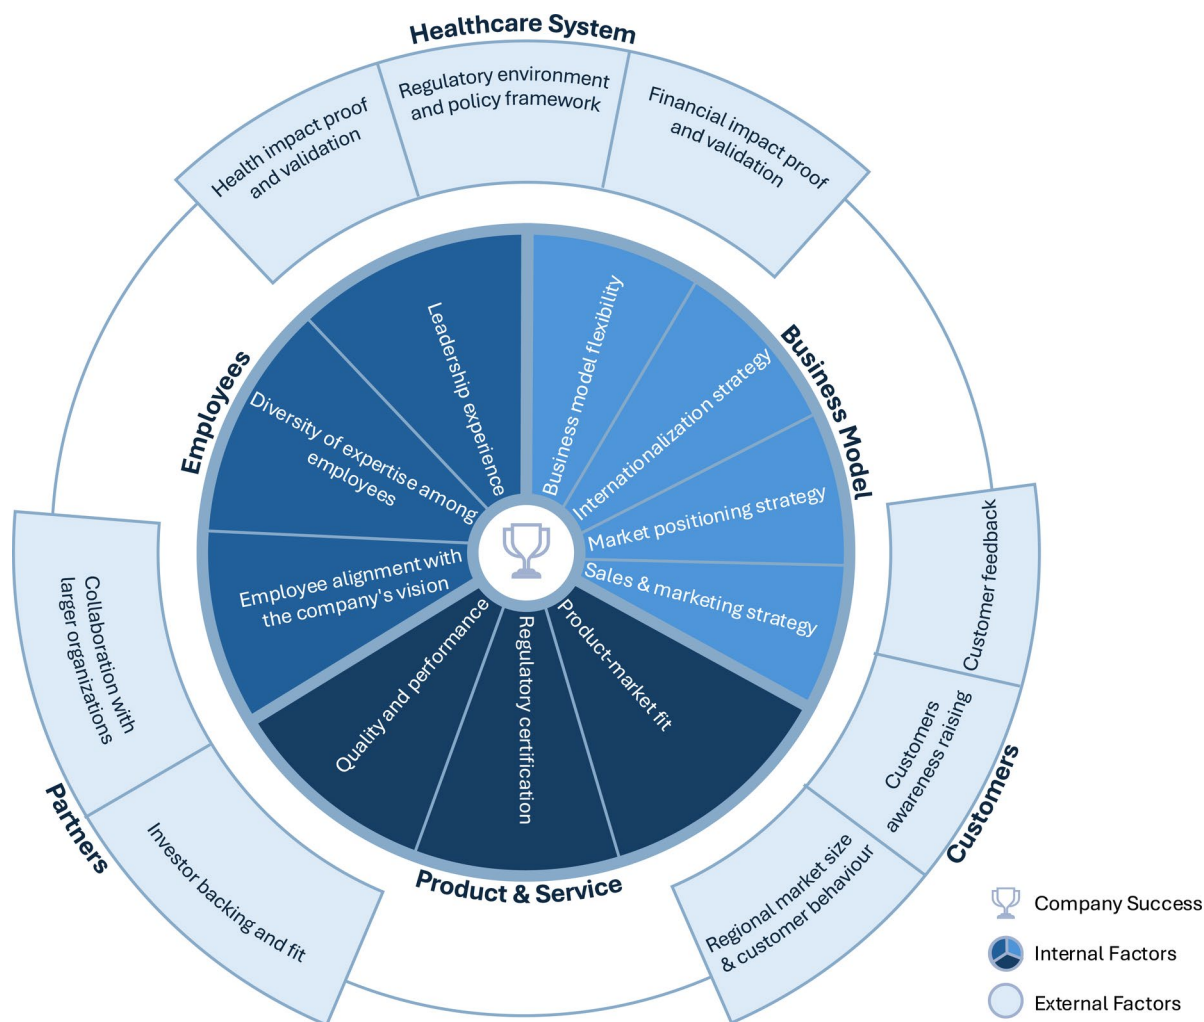 Healthcare System
Health impact proof
and validation
Regulatory environment
and policy framework
Financial impact proof
and validation
Employees
Leadership experience
Diversity of expertise among
employees
Employee alignment with
the company's vision
Business Model
Business model flexibility
Internationalization strategy
Market positioning strategy
Sales & marketing strategy
Product & Service
Quality and performance
Regulatory certification
Product-market fit
Partners
Collaboration with
larger organizations
Investor backing and fit
Customers
Customer feedback
Customers
awareness raising
Regional market size
& customer behaviour
Company Success
Internal Factors
External Factors